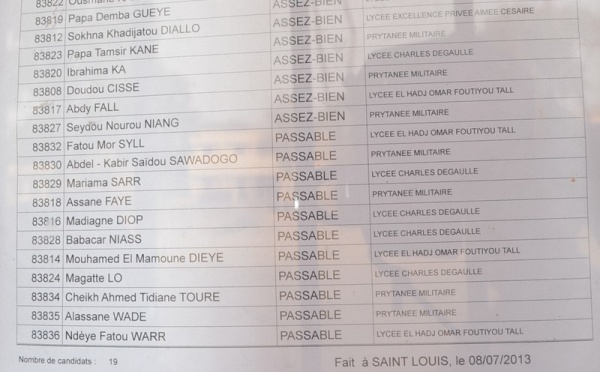 83822
83819 Papa Demba GUEYE
83812 Sokhna Khadijatou DIALLO ASSEZ-BIEN LYCEE EXCELLENCE PRIVEE AIMEE CESAIRE
83823 Papa Tamsir KANE ASSEZ-BIEN PRYTANEE MILITAIRE
83820 Ibrahima KA ASSEZ-BIEN LYCEE CHARLES DEGAULLE
83808 Doudou CISSE ASSEZ-BIEN PRYTANEE MILITAIRE
83817 Abdy FALL ASSEZ-BIEN LYCEE EL HADJ OMAR FOUTIYOU TALL
83827 Seydou Nourou NIANG ASSEZ-BIEN PRYTANEE MILITAIRE
83832 Fatou Mor SYLL PASSABLE LYCEE EL HADJ OMAR FOUTIYOU TALL
83830 Abdel - Kabir Saïdou SAWADOGO PASSABLE PRYTANEE MILITAIRE
83829 Mariama SARR PASSABLE LYCEE CHARLES DEGAULLE
83818 Assane FAYE PASSABLE PRYTANEE MILITAIRE
83816 Madiagne DIOP PASSABLE LYCEE CHARLES DEGAULLE
83828 Babacar NIASS PASSABLE LYCEE CHARLES DEGAULLE
83814 Mouhamed El Mamoune DIEYE PASSABLE LYCEE EL HADJ OMAR FOUTIYOU TALL
83824 Magatte LO PASSABLE LYCEE CHARLES DEGAULLE
83834 Cheikh Ahmed Tidiane TOURE PASSABLE PRYTANEE MILITAIRE
83835 Alassane WADE PASSABLE PRYTANEE MILITAIRE
83836 Ndèye Fatou WARR PASSABLE LYCEE EL HADJ OMAR FOUTIYOU TALL
Nombre de candidats : 19 Fait à SAINT LOUIS, le 08/07/2013